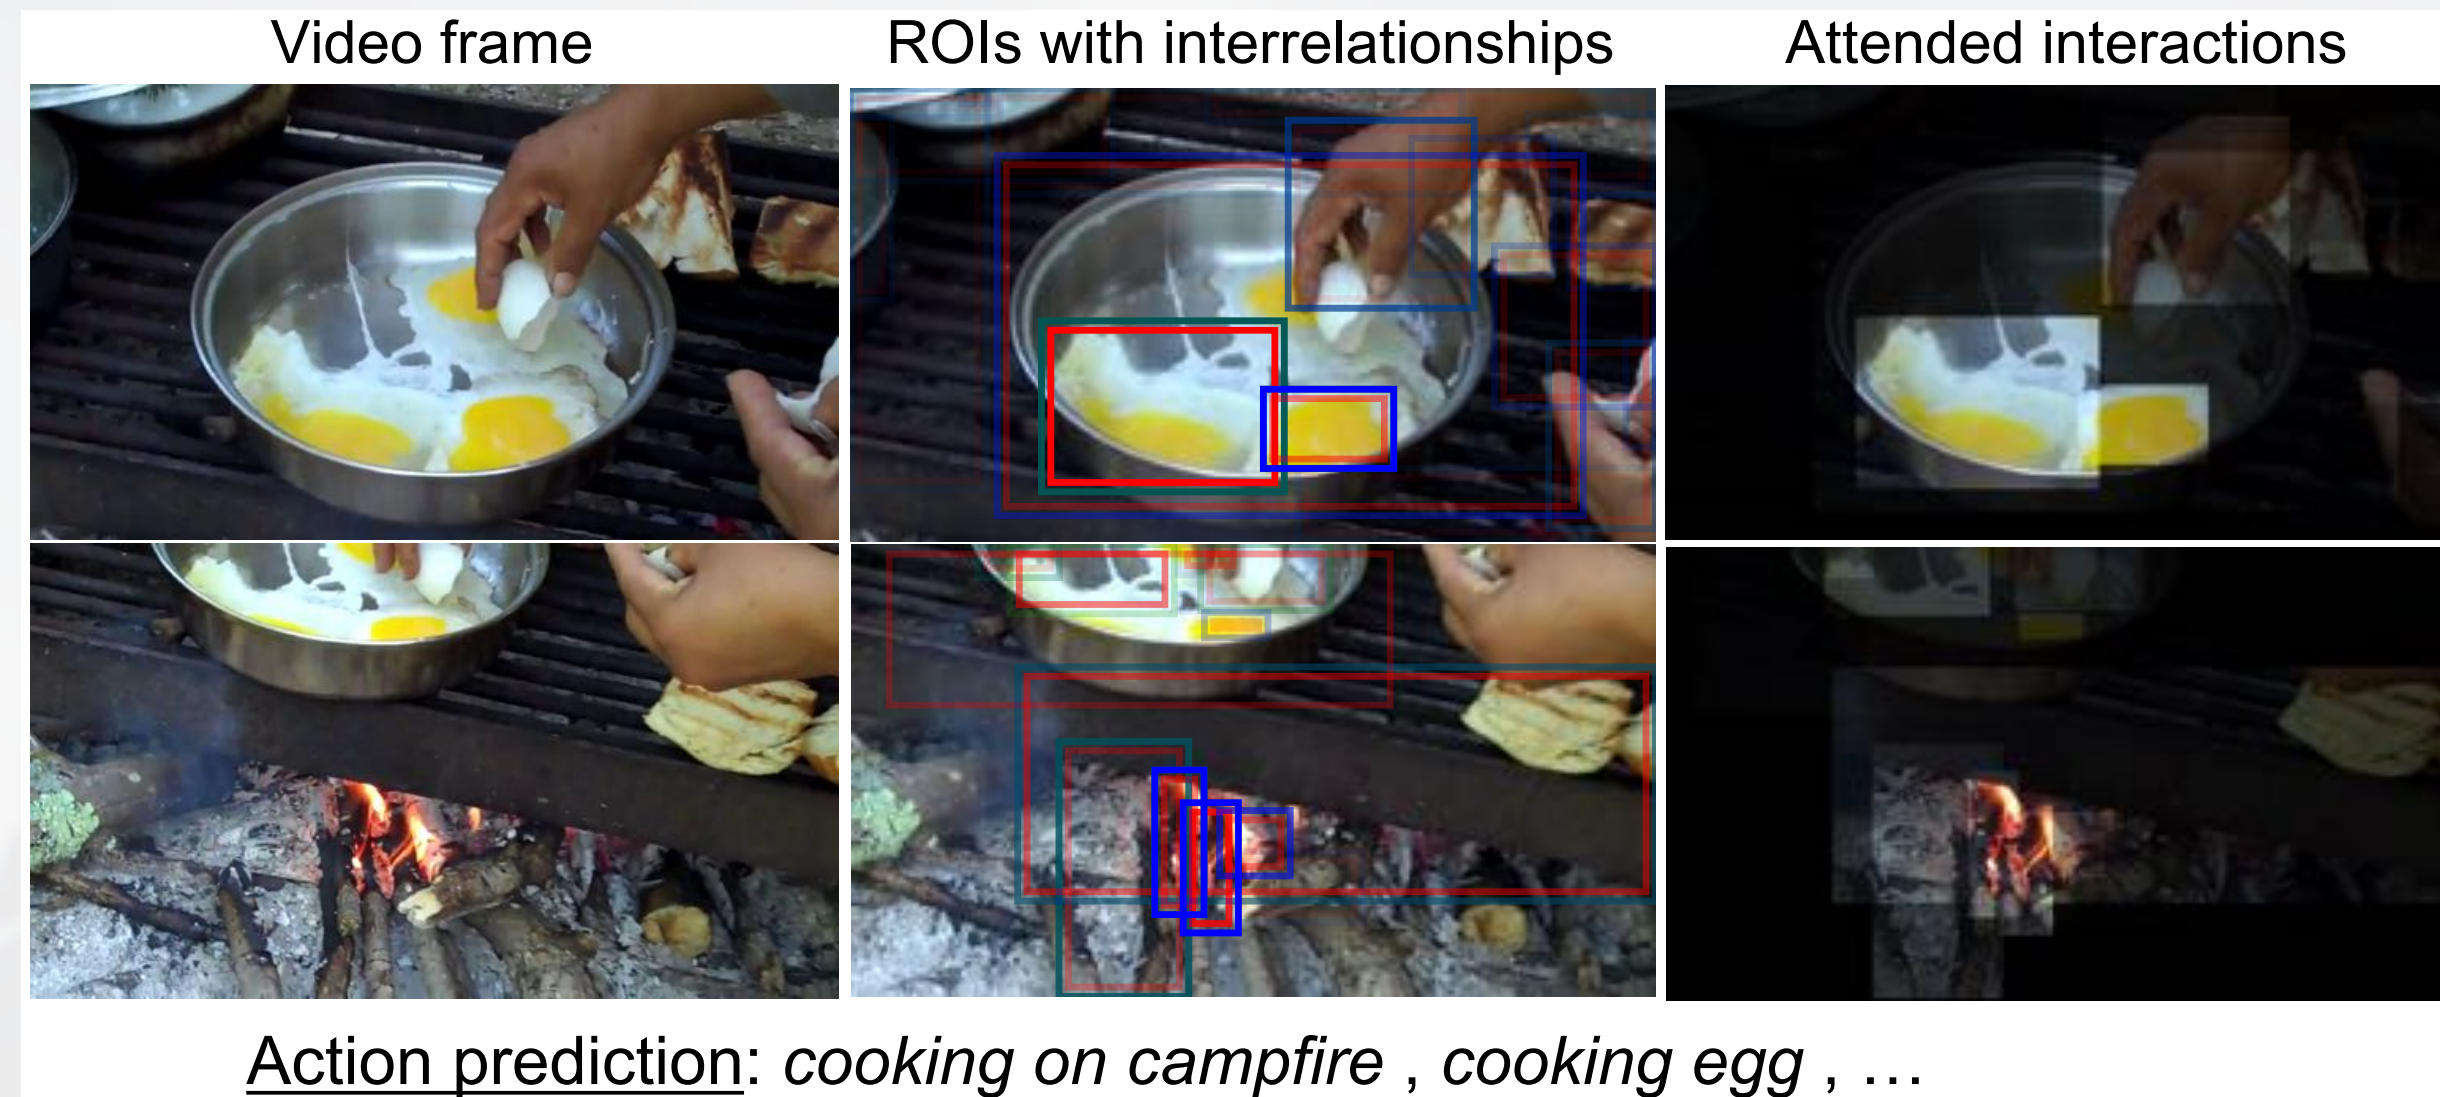 Video frame
ROIs with interrelationships
Attended interactions
Action prediction: cooking on campfire , cooking egg , …